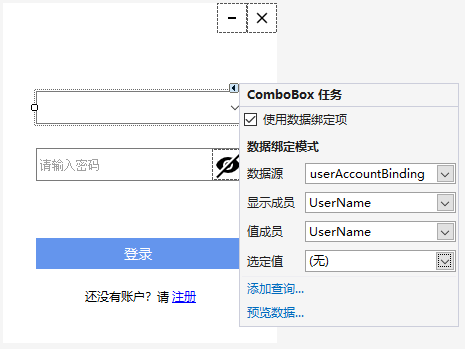 ComboBox 任务
使用数据绑定项
数据绑定模式
数据源 userAccountBinding
显示成员 UserName
值成员 UserName
选定值 (无)
添加查询...
预览数据...
请输入密码
登录
还没有账户？请 注册